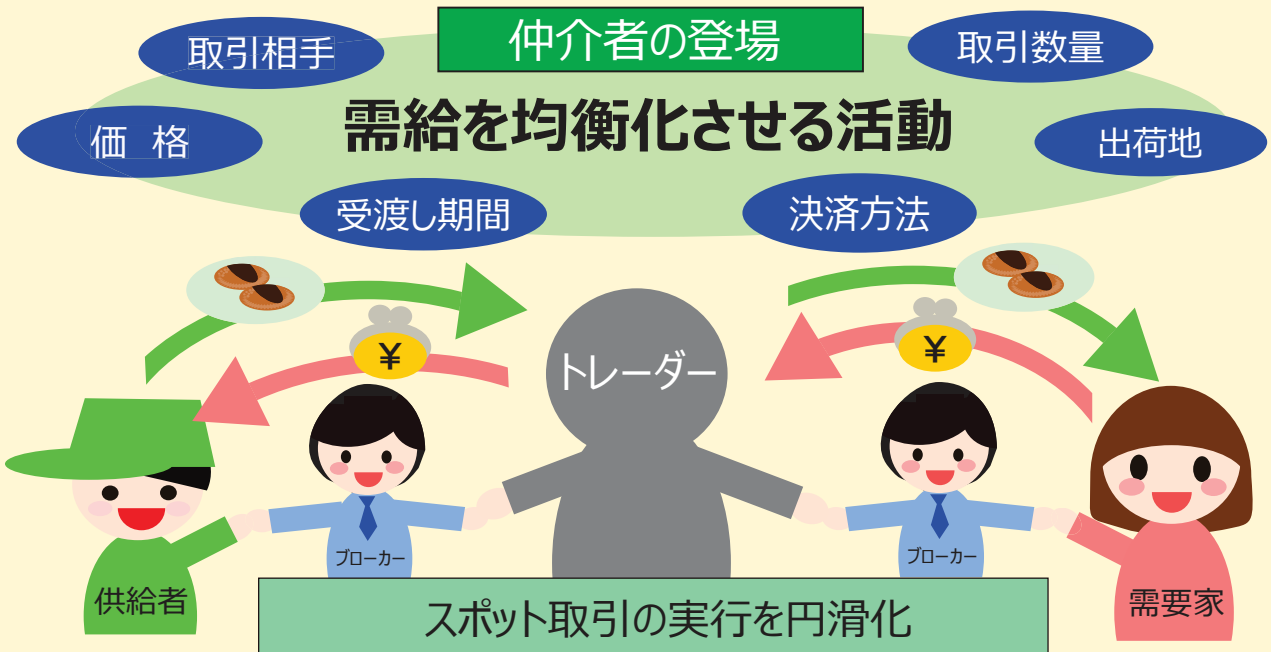 仲介者の登場
取引相手
取引数量
価 格
需給を均衡化させる活動
出荷地
受渡し期間
決済方法
¥
¥
トレーダー
ブローカー
ブローカー
供給者
需要家
スポット取引の実行を円滑化